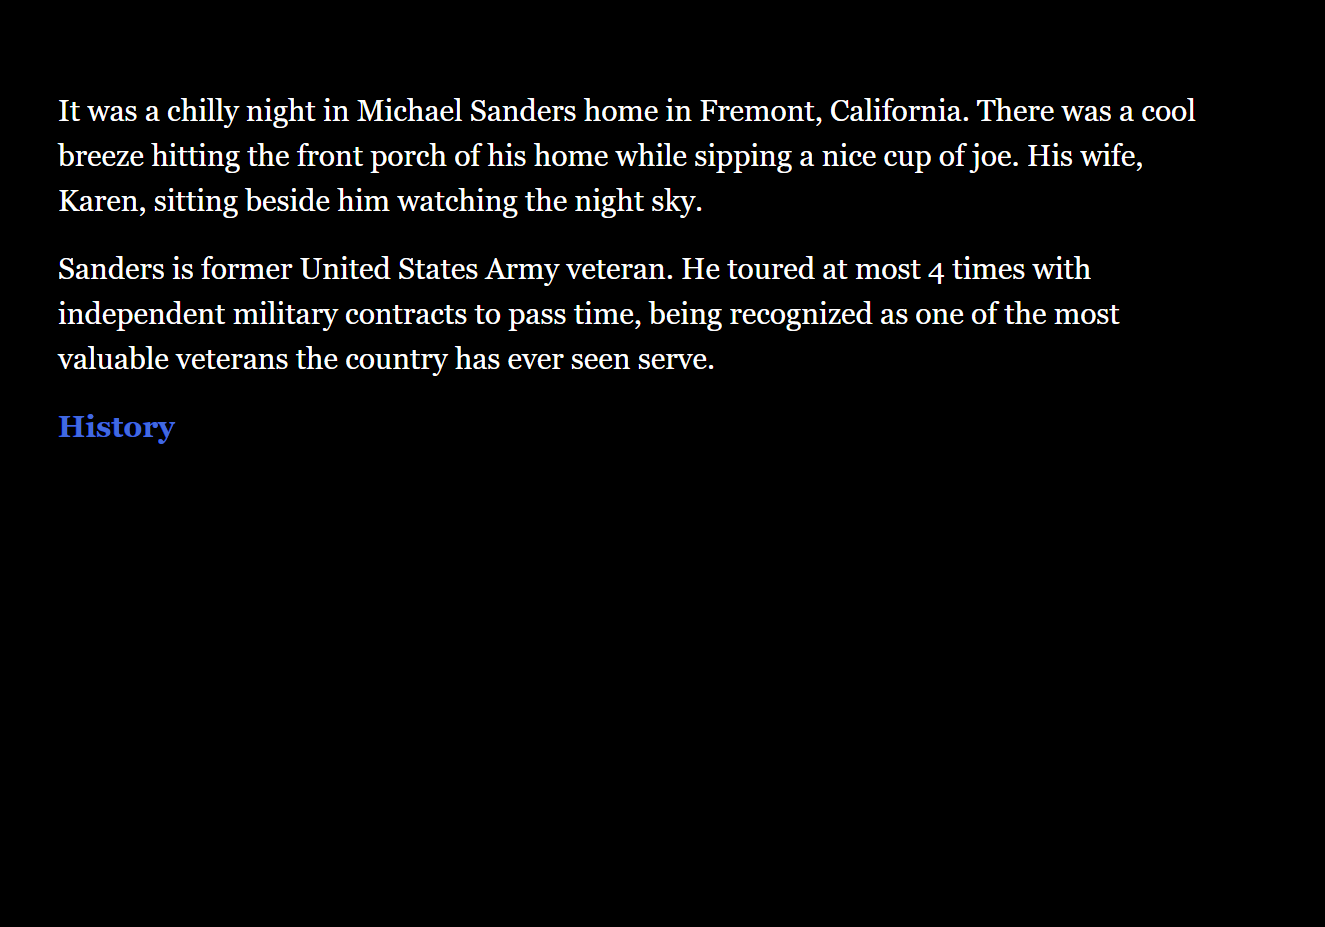 It was a chilly night in Michael Sanders home in Fremont, California. There was a cool
breeze hitting the front porch of his home while sipping a nice cup of joe. His wife,
Karen, sitting beside him watching the night sky.
Sanders is former United States Army veteran. He toured at most 4 times with
independent military contracts to pass time, being recognized as one of the most
valuable veterans the country has ever seen serve.
History